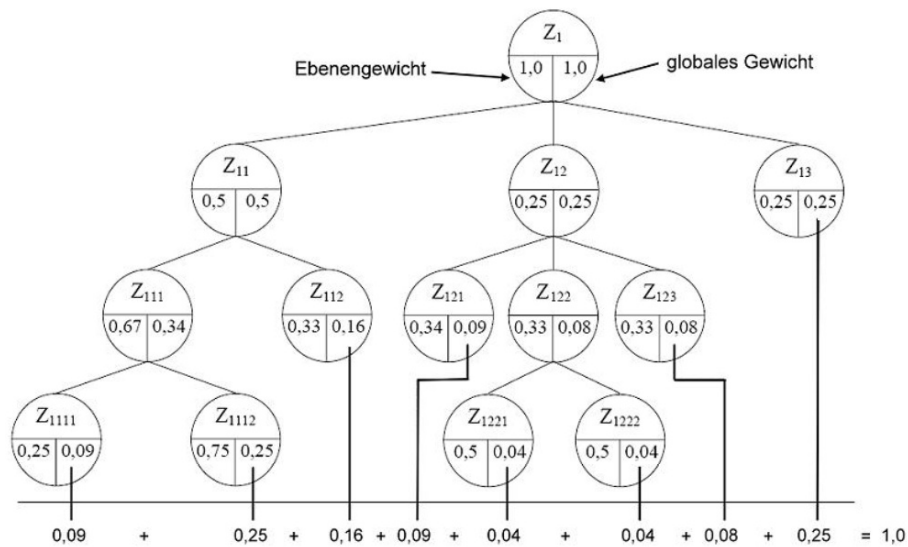 Z1
Ebenengewicht
1,0 1,0
globales Gewicht
Z11
Z12
Z13
0,5 0,5
0,25 0,25
0,25 0,25
Z111
Z112
Z121
Z122
Z123
0,67 0,34
0,33 0,16
0,34 0,09
0,33 0,08
0,33 0,08
Z1111
Z1112
Z1221
Z1222
0,25 0,09
0,75 0,25
0,5 0,04
0,5 0,04
0,09 + 0,25 + 0,16 + 0,09 + 0,04 + 0,04 + 0,08 + 0,25 = 1,0